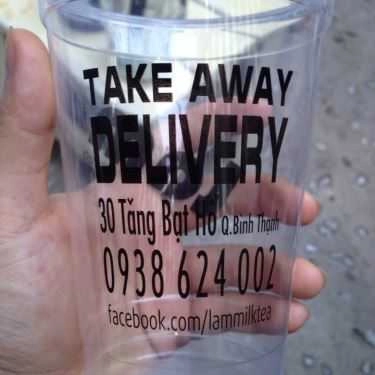 TAKE AWAY
DELIVERY
30 Tăng Bạt Hổ Q.Bình Thạnh
0938 624 002
facebook.com/lammilktea